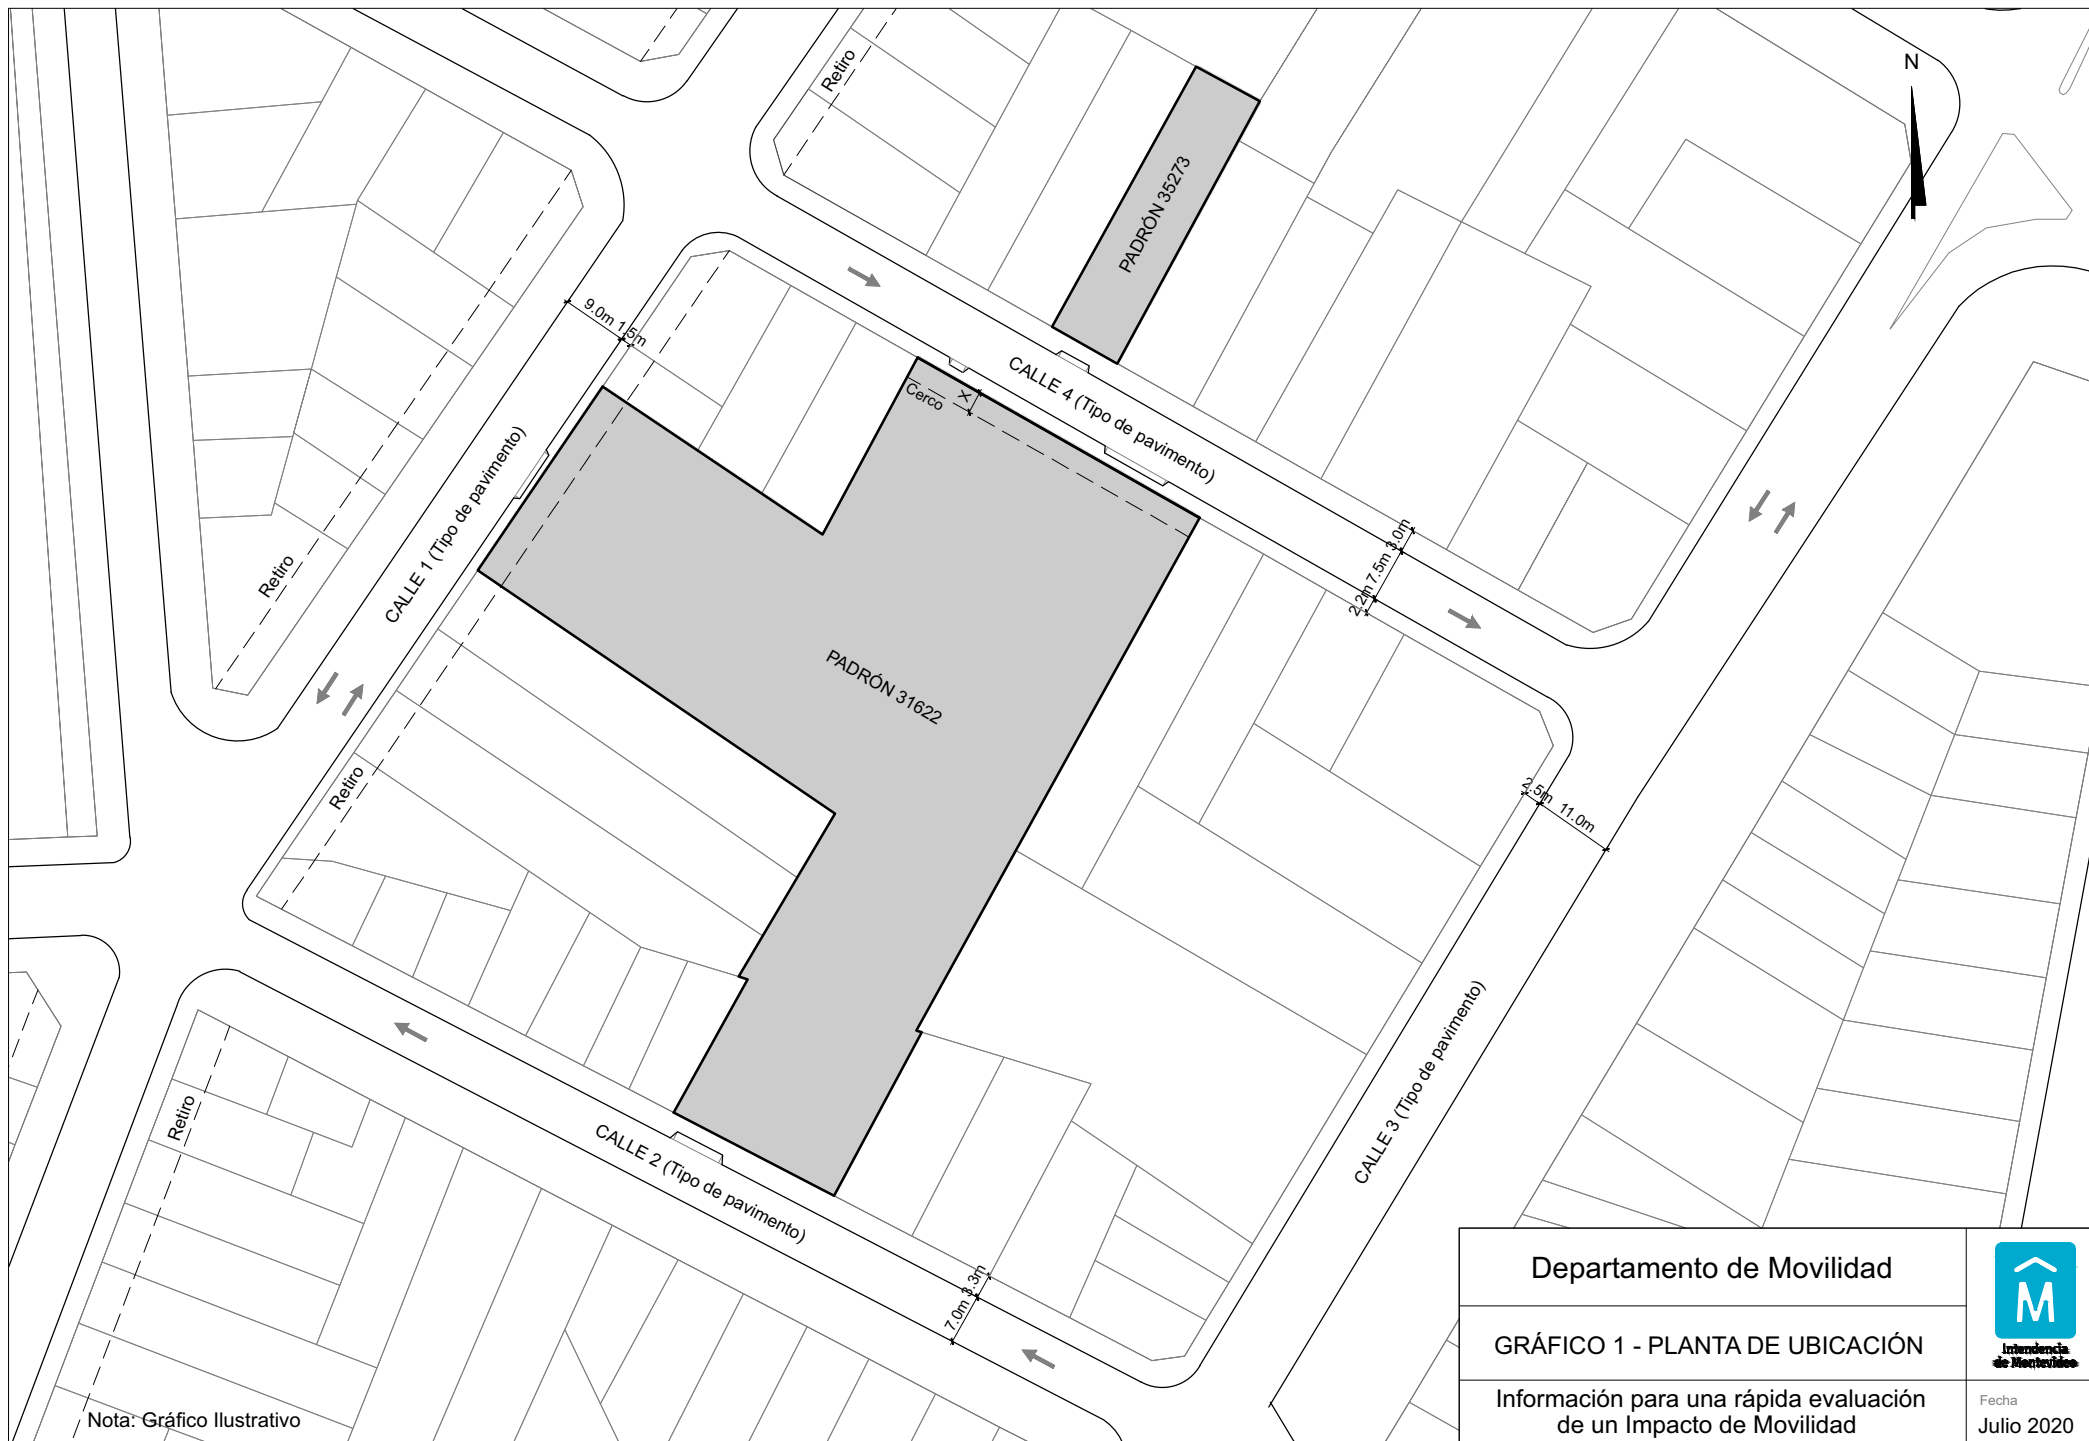 Retiro
N
PADRÓN 35273
9.0m 1.5m
CALLE 4 (Tipo de pavimento)
Cerco
X
CALLE 1 (Tipo de pavimento)
Retiro
2.2m 7.5m 3.0m
PADRÓN 31622
Retiro
2.5m 11.0m
CALLE 3 (Tipo de pavimento)
Retiro
CALLE 2 (Tipo de pavimento)
7.0m 3.3m
Nota: Gráfico Ilustrativo
Departamento de Movilidad
GRÁFICO 1 - PLANTA DE UBICACIÓN
Información para una rápida evaluación
de un Impacto de Movilidad
M
Intendencia
de Montevideo
Fecha
Julio 2020